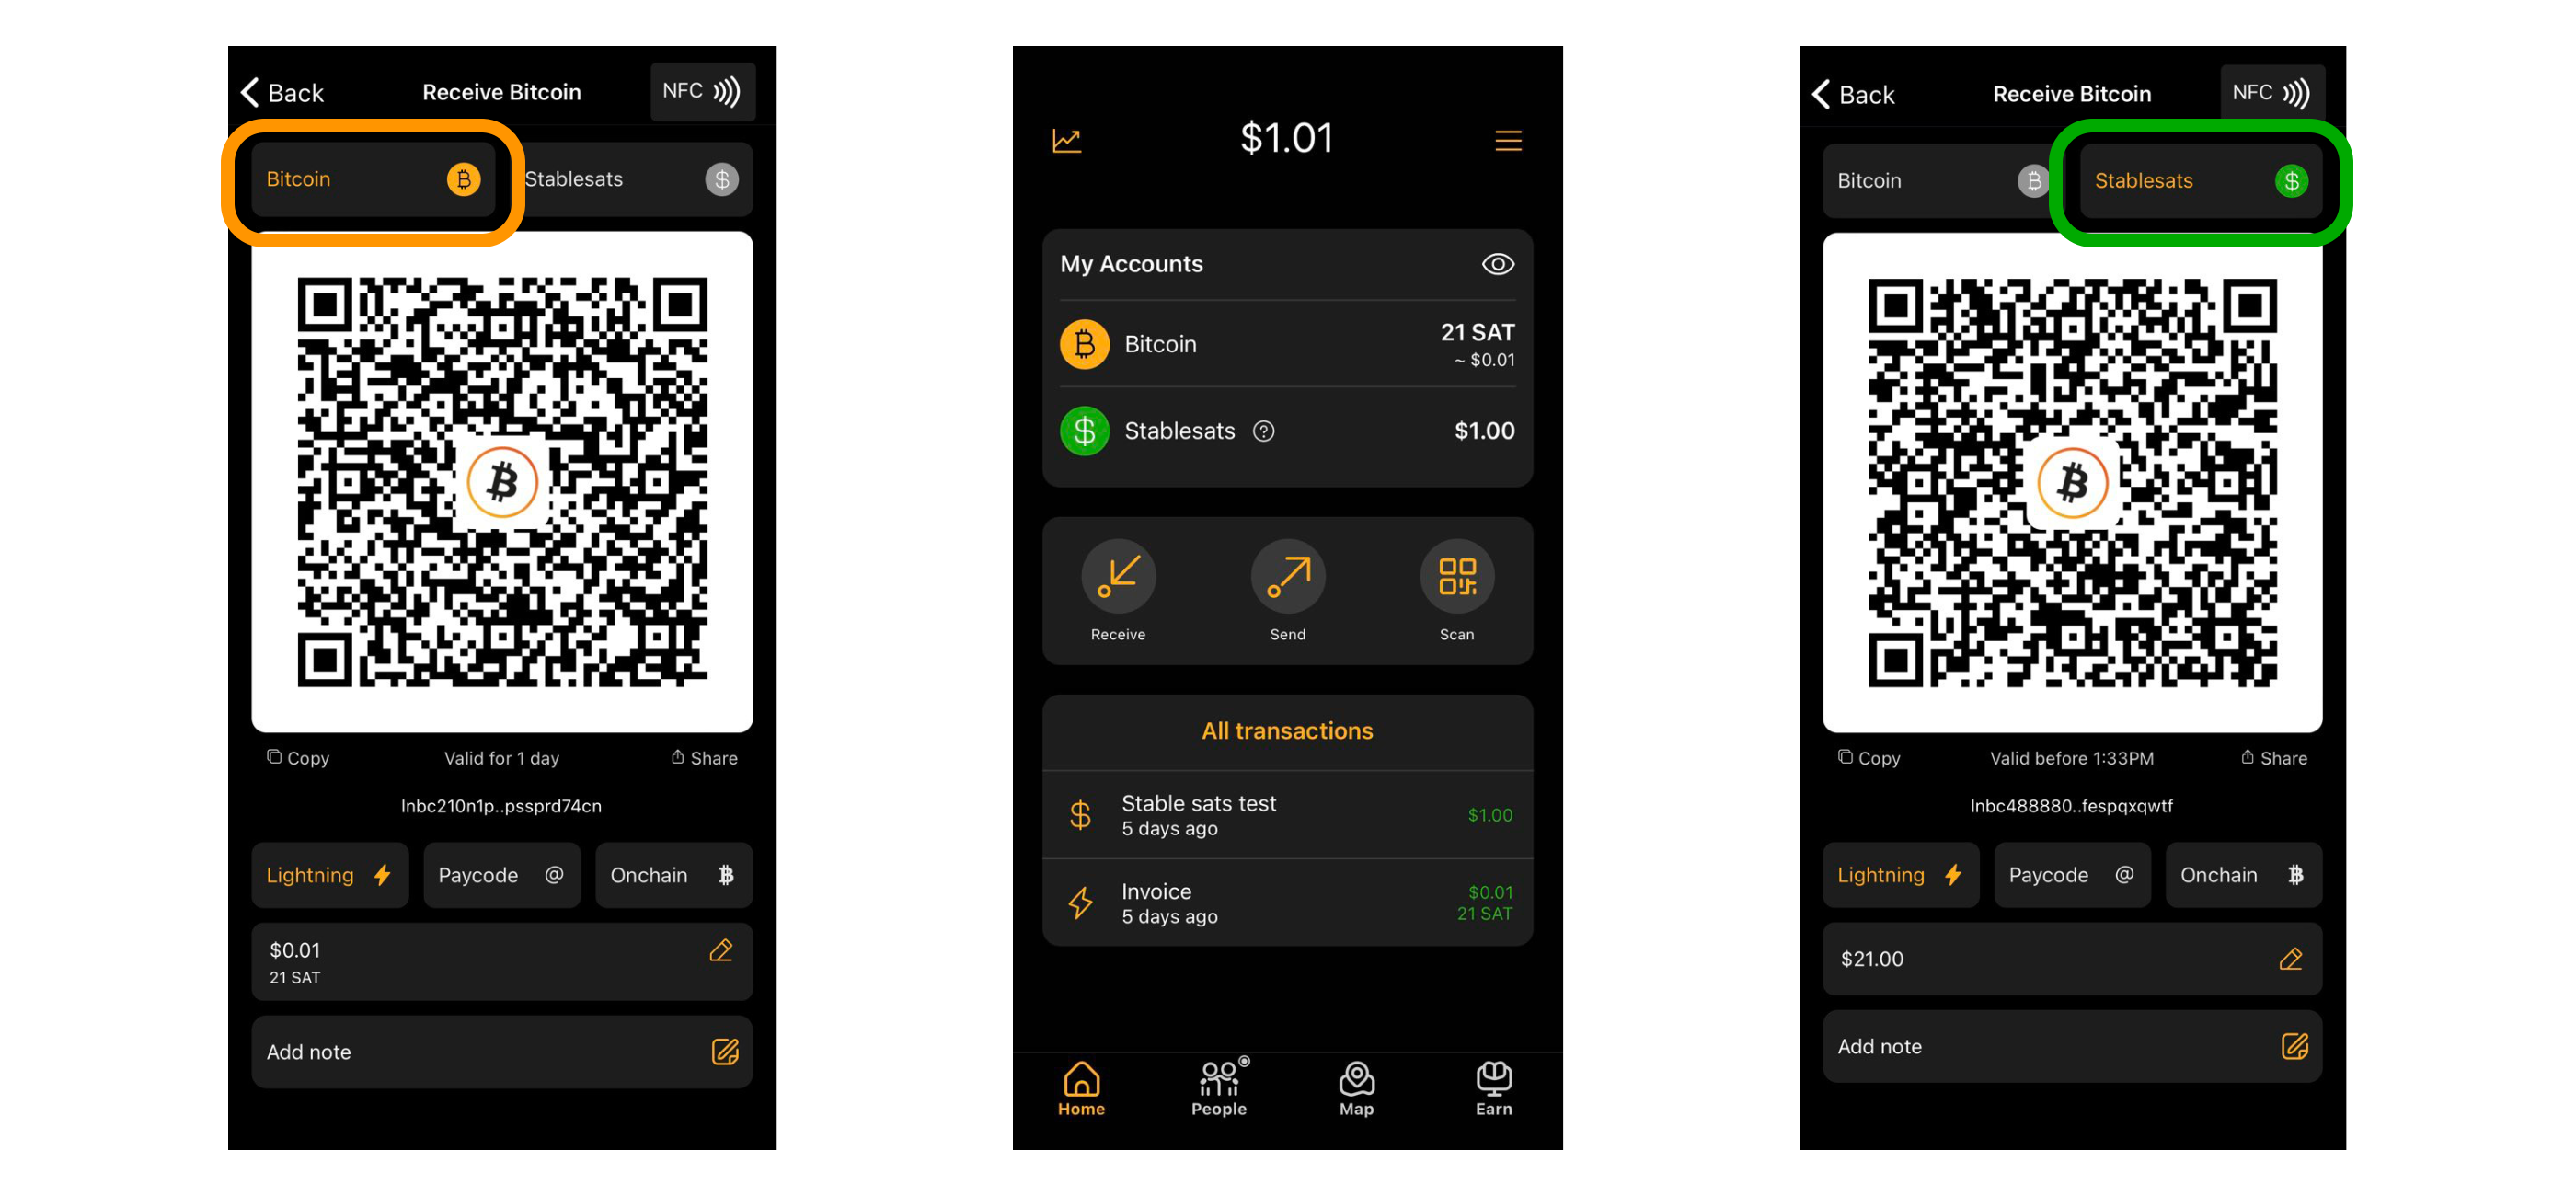 Back
Receive Bitcoin
NFC
Bitcoin
Stablesats
Copy
Valid for 1 day
Share
lnbc210n1p..pssprd74cn
Lightning
Paycode @
Onchain
$0.01
21 SAT
Add note
$1.01
My Accounts
Bitcoin
21 SAT
~ $0.01
Stablesats
$1.00
Receive
Send
Scan
All transactions
Stable sats test
5 days ago
$1.00
Invoice
5 days ago
$0.01
21 SAT
Home
People
Map
Earn
Back
Receive Bitcoin
NFC
Bitcoin
Stablesats
Copy
Valid before 1:33PM
Share
lnbc488880..fespqxqwtf
Lightning
Paycode @
Onchain
$21.00
Add note